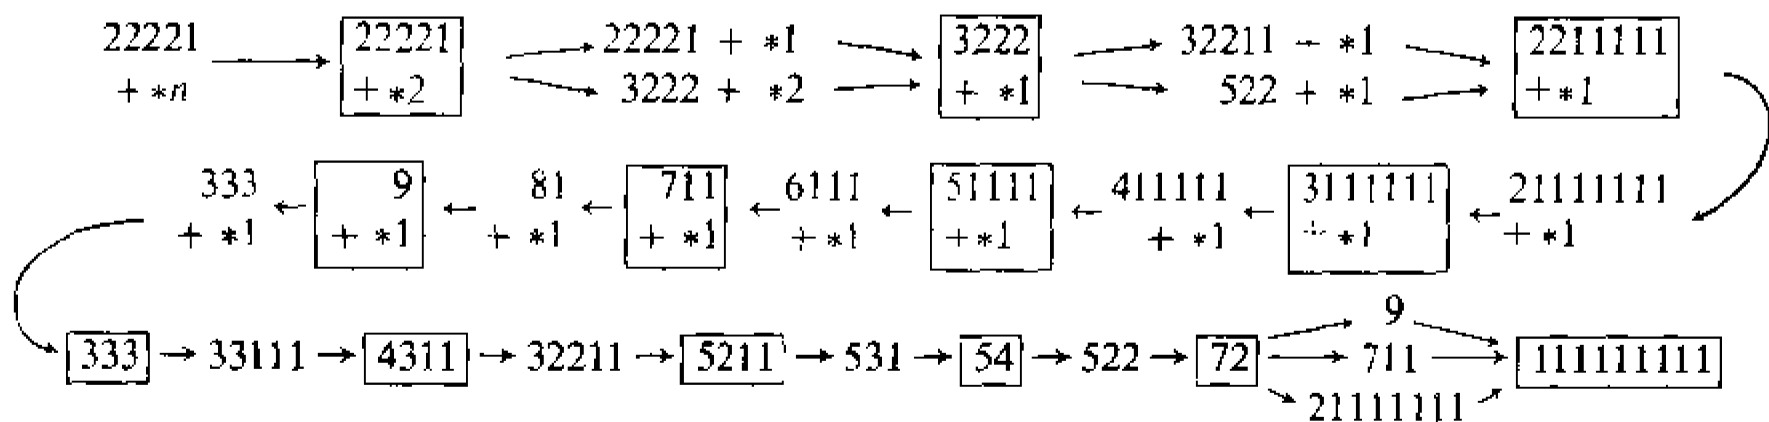 22221 → 22221 → 22221 + *1 → 3222 → 32211 - *1 → 2211111
+ *n + *2 → 3222 + *2 → + *1 → 522 + *1 → + *1
333 ← 9 ← 81 ← 711 ← 6111 ← 51111 ← 411111 ← 3111111 ← 21111111
+ *1 + *1 + *1 + *1 + *1 + *1 + *1 + *1 + *1
9
333 → 33111 → 4311 → 32211 → 5211 → 531 → 54 → 522 → 72 → 711 → 111111111
21111111